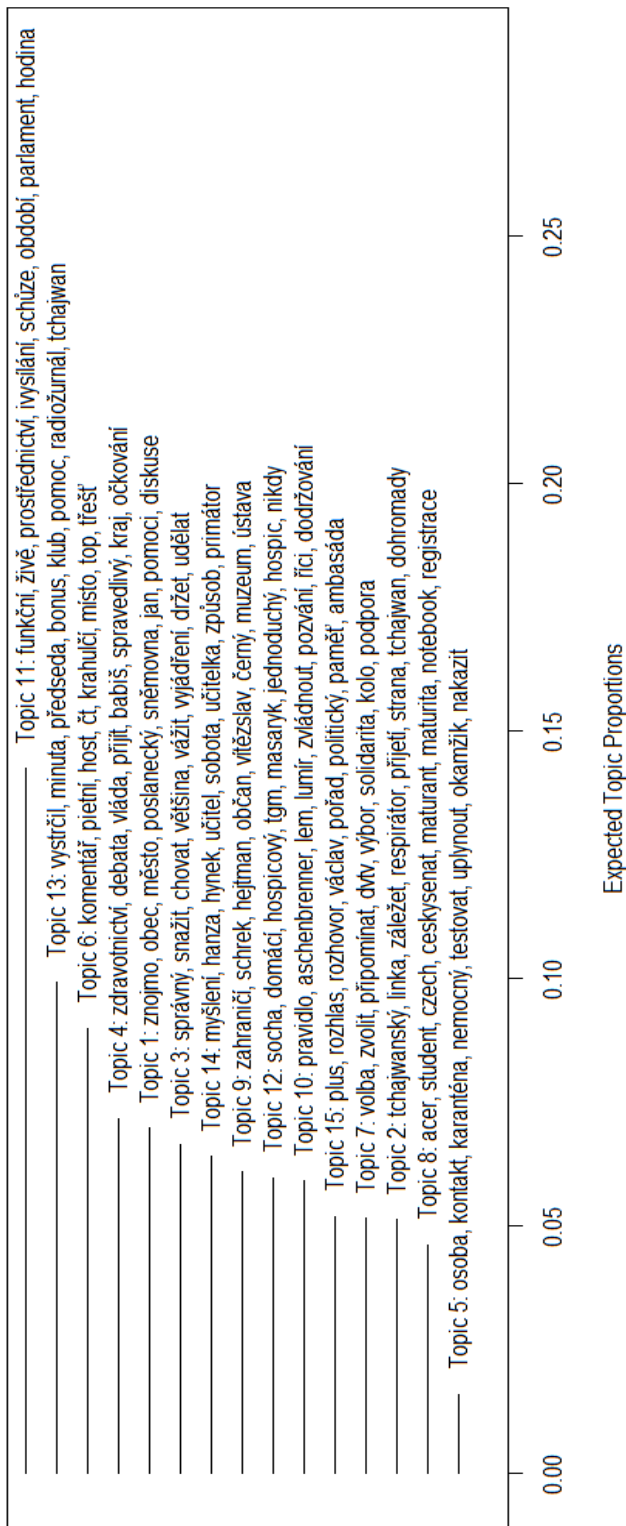 Topic 11: funkční, živě, prostřednictví, ivysílání, schůze, období, parlament, hodina
Topic 13: vystrčil, minuta, předseda, bonus, klub, pomoc, radiožurnál, tchajwan
Topic 6: komentář, pietní, host, čt, krahulčí, místo, top, třešť
Topic 4: zdravotnictví, debata, vláda, přijít, babiš, spravedlivý, kraj, očkování
Topic 1: znojmo, obec, město, poslanecký, sněmovna, jan, pomoci, diskuse
Topic 3: správný, snažit, chovat, většina, vážit, vyjádření, držet, udělat
Topic 14: myšlení, hanza, hynek, učitel, sobota, učitelka, způsob, primátor
Topic 9: zahraničí, schrek, hejtman, občan, vítězslav, černý, muzeum, ústava
Topic 12: socha, domácí, hospicový, tgm, masaryk, jednoduchý, hospic, nikdy
Topic 10: pravidlo, aschenbrenner, lem, lumír, zvládnout, pozvání, říci, dodržování
Topic 15: plus, rozhlas, rozhovor, václav, pořad, politický, paměť, ambasáda
Topic 7: volba, zvolit, připomínat, dvtv, výbor, solidarita, kolo, podpora
Topic 2: tchajwanský, linka, záležet, respirátor, přijetí, strana, tchajwan, dohromady
Topic 8: acer, student, czech, ceskysenat, maturant, maturita, notebook, registrace
Topic 5: osoba, kontakt, karanténa, nemocný, testovat, uplynout, okamžik, nakazit
0.00 0.05 0.10 0.15 0.20 0.25
Expected Topic Proportions